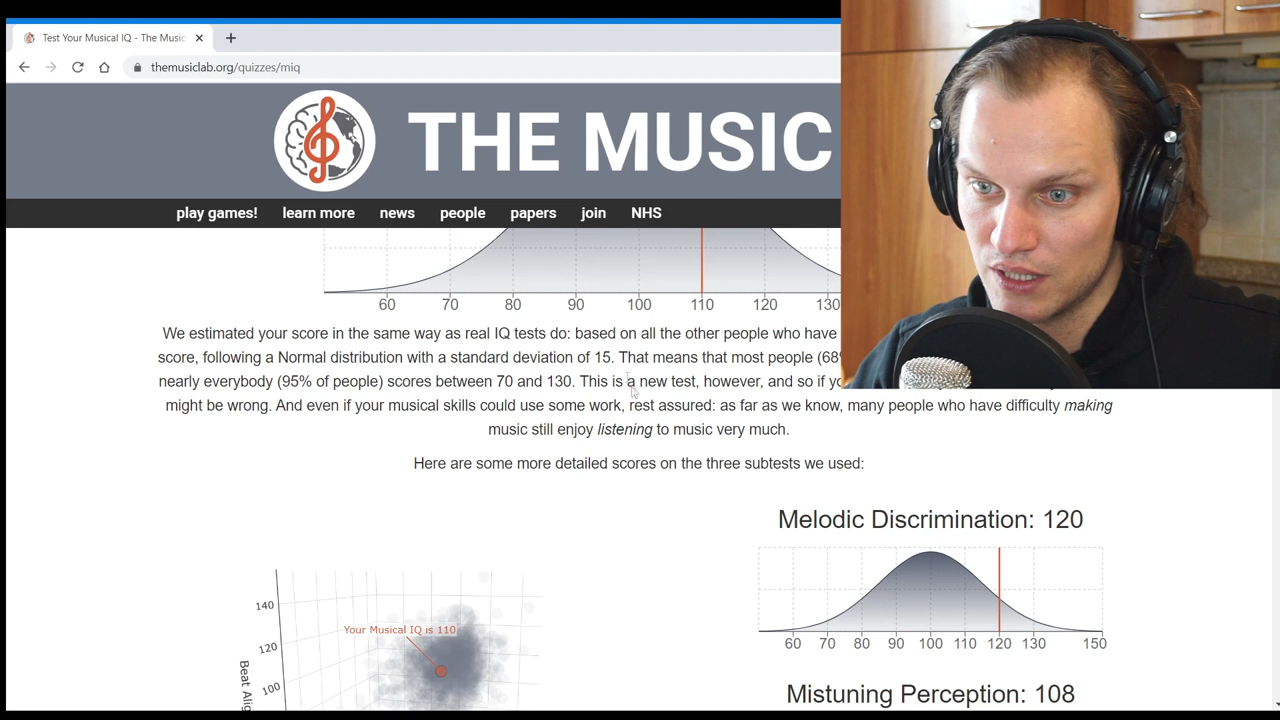 Test Your Musical IQ - The Music
themusiclab.org/quizzes/miq
THE MUSIC
play games! learn more news people papers join NHS
60 70 80 90 100 110 120 130
We estimated your score in the same way as real IQ tests do: based on all the other people who have
score, following a Normal distribution with a standard deviation of 15. That means that most people (68%
nearly everybody (95% of people) scores between 70 and 130. This is a new test, however, and so if yo
might be wrong. And even if your musical skills could use some work, rest assured: as far as we know, many people who have difficulty making
music still enjoy listening to music very much.
Here are some more detailed scores on the three subtests we used:
Melodic Discrimination: 120
60 70 80 90 100 110 120 130 150
140
120
100
Beat Alig
Your Musical IQ is 110
Mistuning Perception: 108